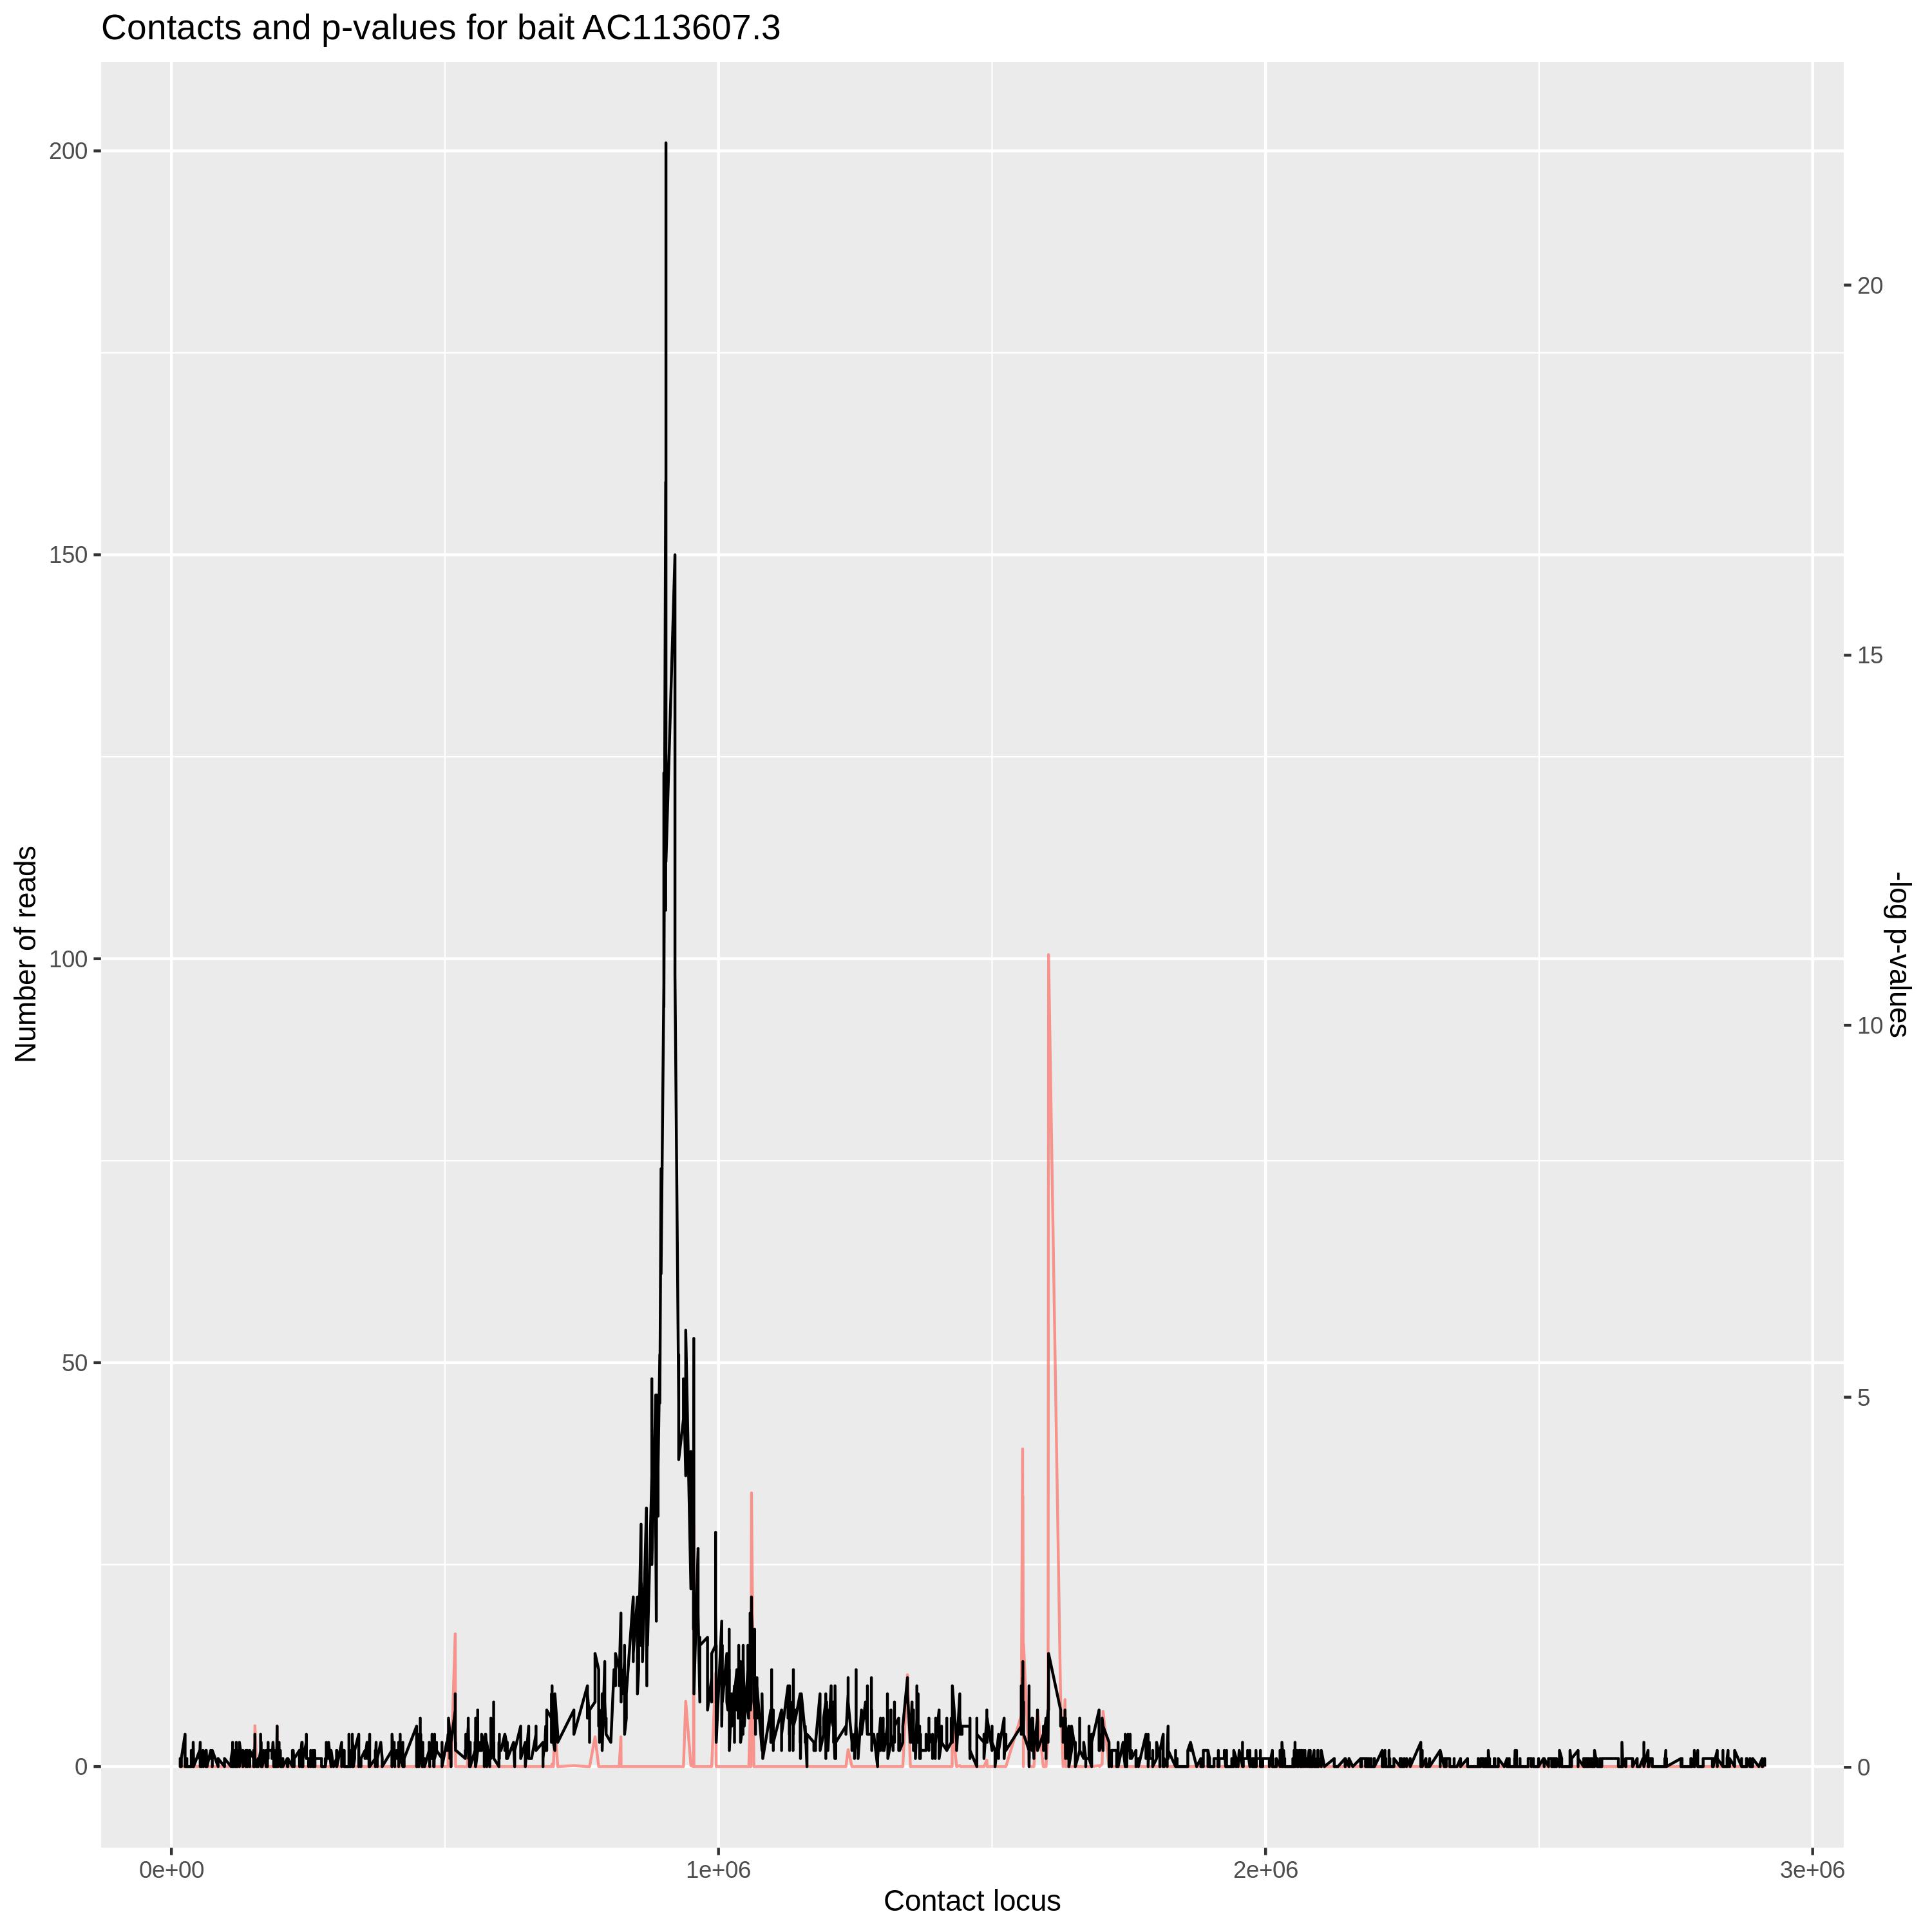 Contacts and p-values for bait AC113607.3
200
150
100
50
0
Number of reads
20
15
10
5
0
-log p-values
0e+00
1e+06
2e+06
3e+06
Contact locus